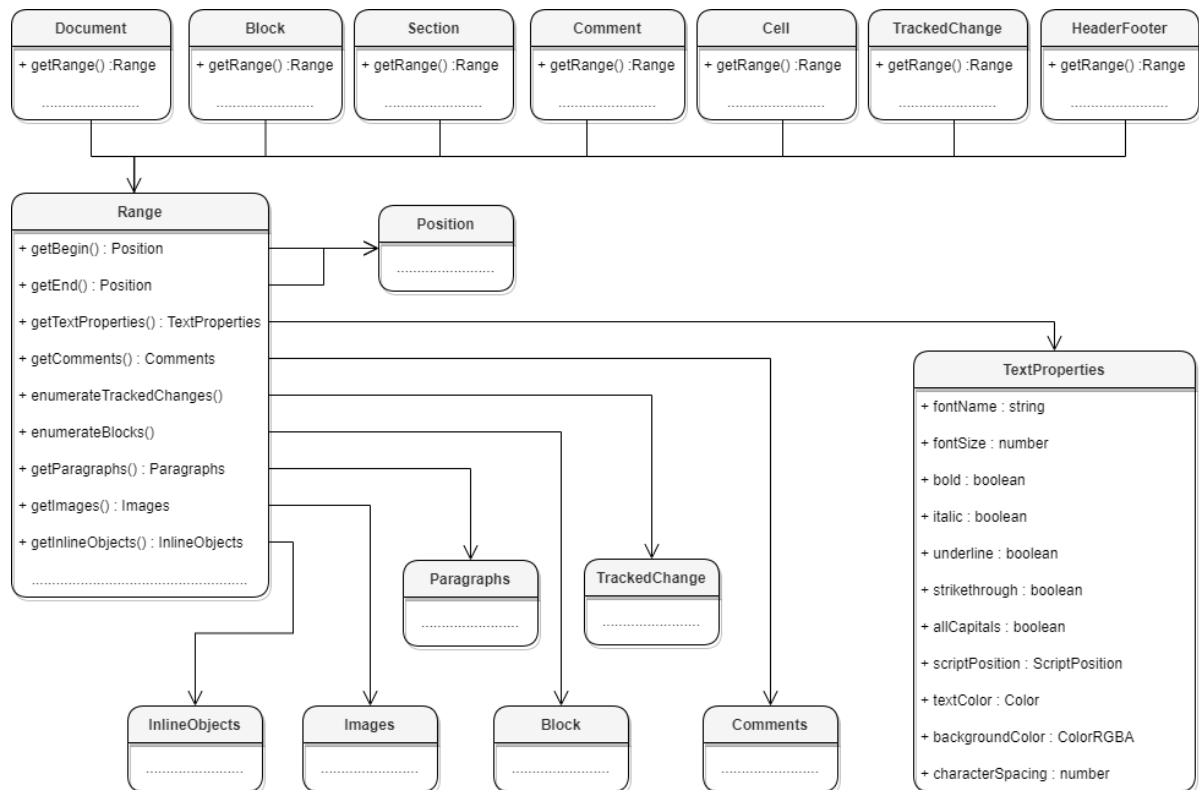 Document
+ getRange() :Range
........................
Block
+ getRange() :Range
........................
Section
+ getRange() :Range
........................
Comment
+ getRange() :Range
........................
Cell
+ getRange() :Range
........................
TrackedChange
+ getRange() :Range
........................
HeaderFooter
+ getRange() :Range
........................
Range
+ getBegin() : Position
+ getEnd() : Position
+ getTextProperties() : TextProperties
+ getComments() : Comments
+ enumerateTrackedChanges()
+ enumerateBlocks()
+ getParagraphs() : Paragraphs
+ getImages() : Images
+ getInlineObjects() : InlineObjects
......................................................
Position
........................
TextProperties
+ fontName : string
+ fontSize : number
+ bold : boolean
+ italic : boolean
+ underline : boolean
+ strikethrough : boolean
+ allCapitals : boolean
+ scriptPosition : ScriptPosition
+ textColor : Color
+ backgroundColor : ColorRGBA
+ characterSpacing : number
Paragraphs
........................
TrackedChange
........................
InlineObjects
........................
Images
........................
Block
........................
Comments
........................